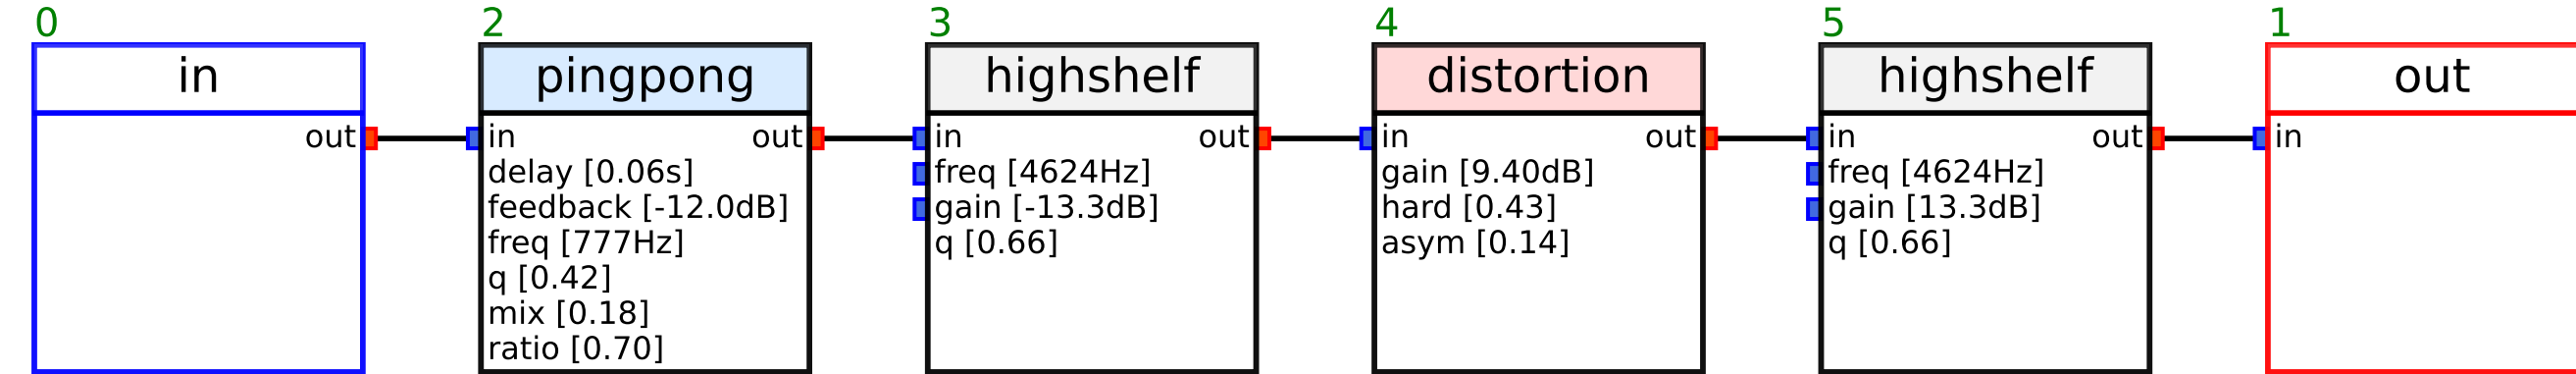 0
in
out
2
pingpong
in out
delay [0.06s]
feedback [-12.0dB]
freq [777Hz]
q [0.42]
mix [0.18]
ratio [0.70]
3
highshelf
in out
freq [4624Hz]
gain [-13.3dB]
q [0.66]
4
distortion
in out
gain [9.40dB]
hard [0.43]
asym [0.14]
5
highshelf
in out
freq [4624Hz]
gain [13.3dB]
q [0.66]
1
out
in